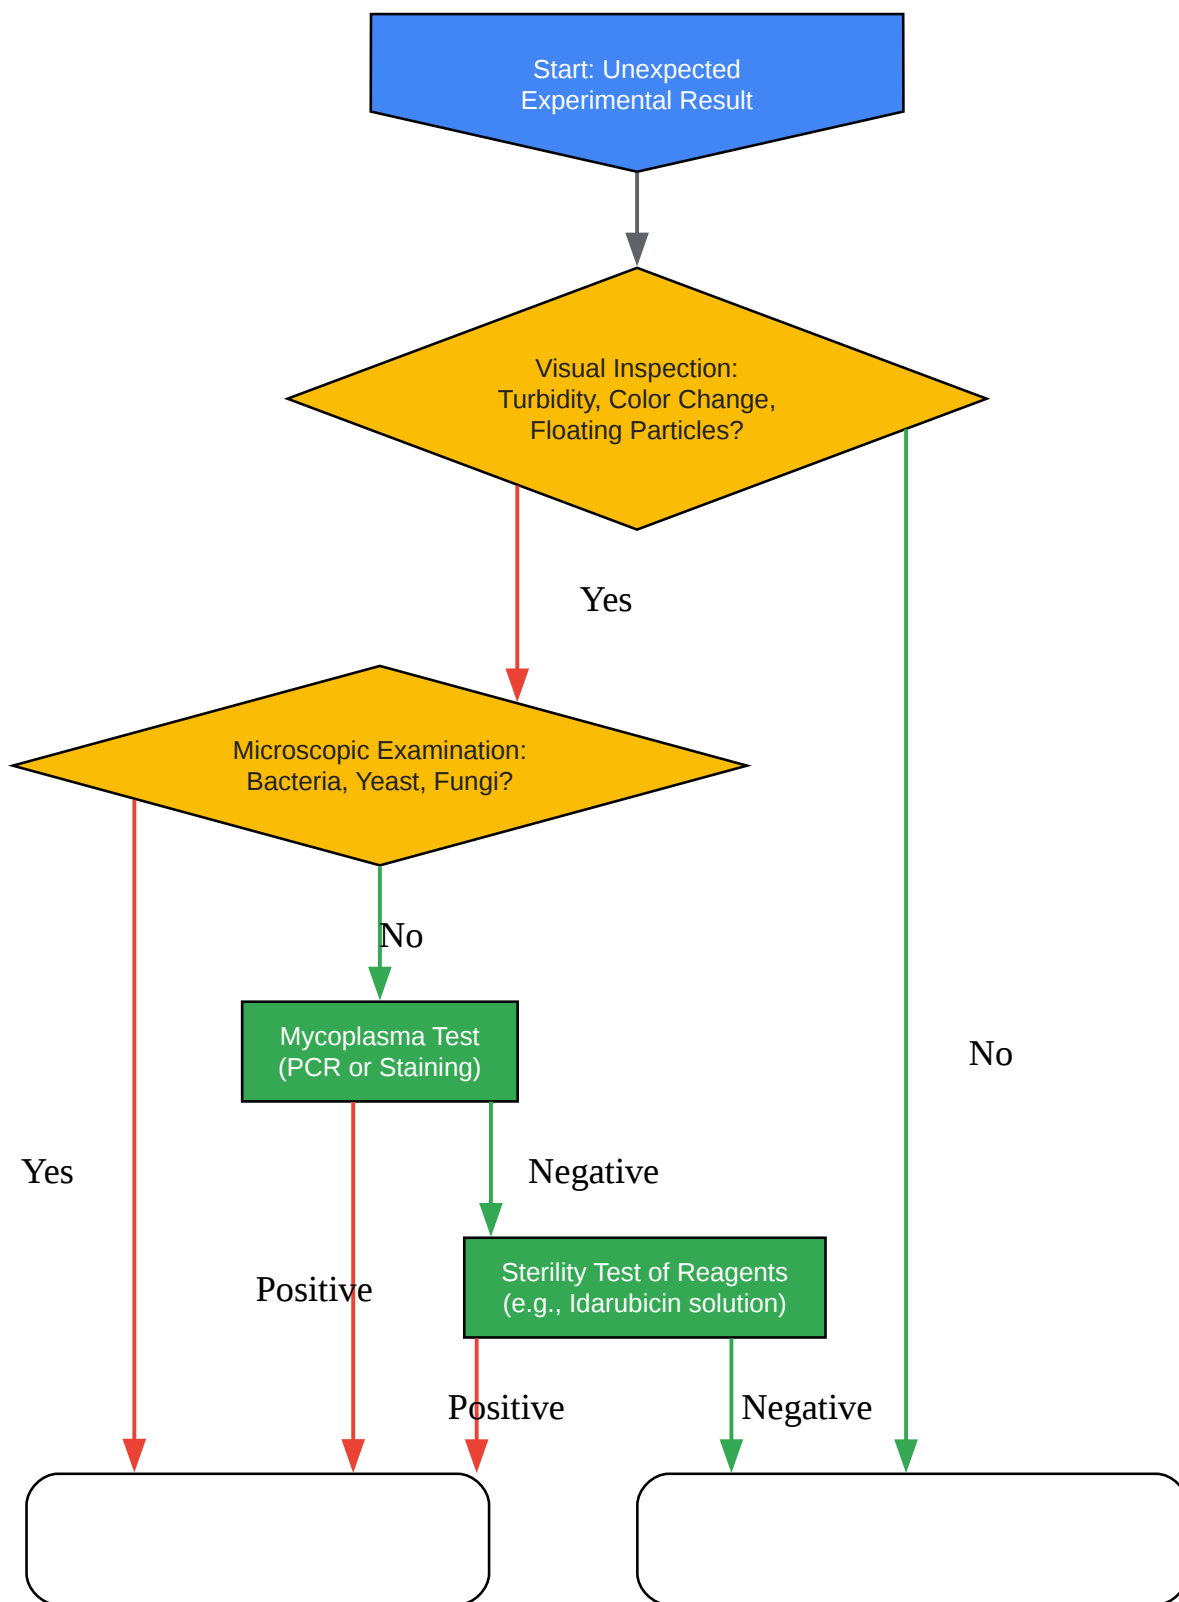 Start: Unexpected
Experimental Result
Visual Inspection:
Turbidity, Color Change,
Floating Particles?
Yes
Microscopic Examination:
Bacteria, Yeast, Fungi?
No
Mycoplasma Test
(PCR or Staining)
No
Yes
Negative
Sterility Test of Reagents
(e.g., Idarubicin solution)
Positive
Positive
Negative